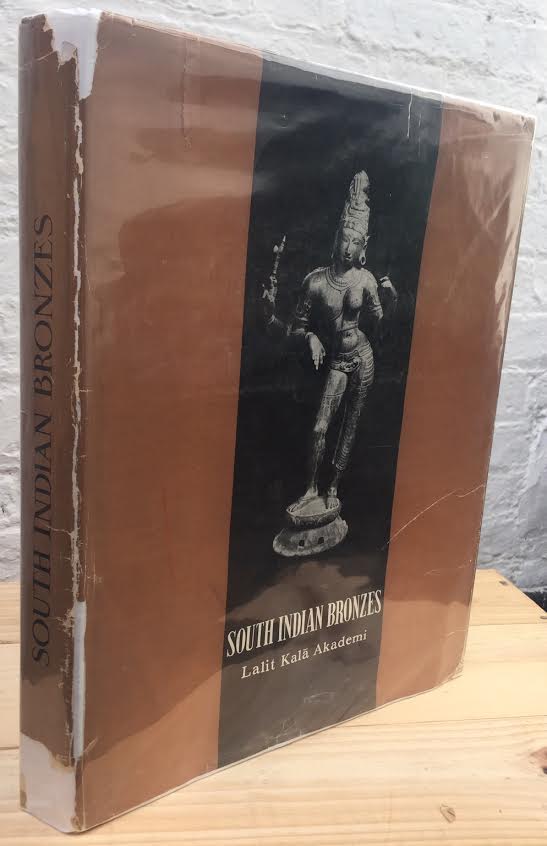 SOUTH INDIAN BRONZES
SOUTH INDIAN BRONZES
Lalit Kalā Akademi